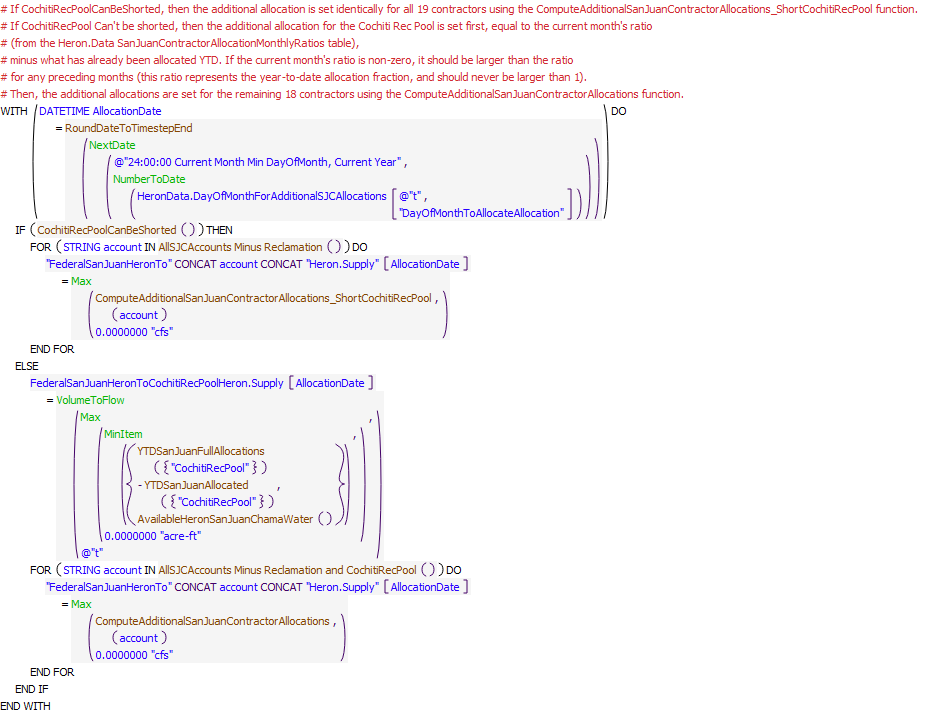 # If CochitiRecPoolCanBeShorted, then the additional allocation is set identically for all 19 contractors using the ComputeAdditionalSanJuanContractorAllocations_ShortCochitiRecPool function.
# If CochitiRecPool Can't be shorted, then the additional allocation for the Cochiti Rec Pool is set first, equal to the current month's ratio
# (from the Heron.Data SanJuanContractorAllocationMonthlyRatios table),
# minus what has already been allocated YTD. If the current month's ratio is non-zero, it should be larger than the ratio
# for any preceding months (this ratio represents the year-to-date allocation fraction, and should never be larger than 1).
# Then, the additional allocations are set for the remaining 18 contractors using the ComputeAdditionalSanJuanContractorAllocations function.
WITH ( DATETIME AllocationDate ) DO
= RoundDateToTimestepEnd
NextDate
( @"24:00:00 Current Month Min DayOfMonth, Current Year" ,
NumberToDate
( HeronData.DayOfMonthForAdditionalSJCAllocations [ @"t" ,
"DayOfMonthToAllocateAllocation" ] ) ) )
IF ( CochitiRecPoolCanBeShorted ( ) ) THEN
FOR ( STRING account IN AllSJCAccounts Minus Reclamation ( ) ) DO
"FederalSanJuanHeronTo" CONCAT account CONCAT "Heron.Supply" [ AllocationDate ]
= Max
( ComputeAdditionalSanJuanContractorAllocations_ShortCochitiRecPool ,
( account )
0.0000000 "cfs" )
END FOR
ELSE
FederalSanJuanHeronToCochitiRecPoolHeron.Supply [ AllocationDate ]
= VolumeToFlow
( Max ,
( MinItem ,
( { YTDSanJuanFullAllocations
( { "CochitiRecPool" } )
- YTDSanJuanAllocated ,
( { "CochitiRecPool" } )
AvailableHeronSanJuanChamaWater ( ) } )
0.0000000 "acre-ft" )
@"t" )
FOR ( STRING account IN AllSJCAccounts Minus Reclamation and CochitiRecPool ( ) ) DO
"FederalSanJuanHeronTo" CONCAT account CONCAT "Heron.Supply" [ AllocationDate ]
= Max
( ComputeAdditionalSanJuanContractorAllocations ,
( account )
0.0000000 "cfs" )
END FOR
END IF
END WITH